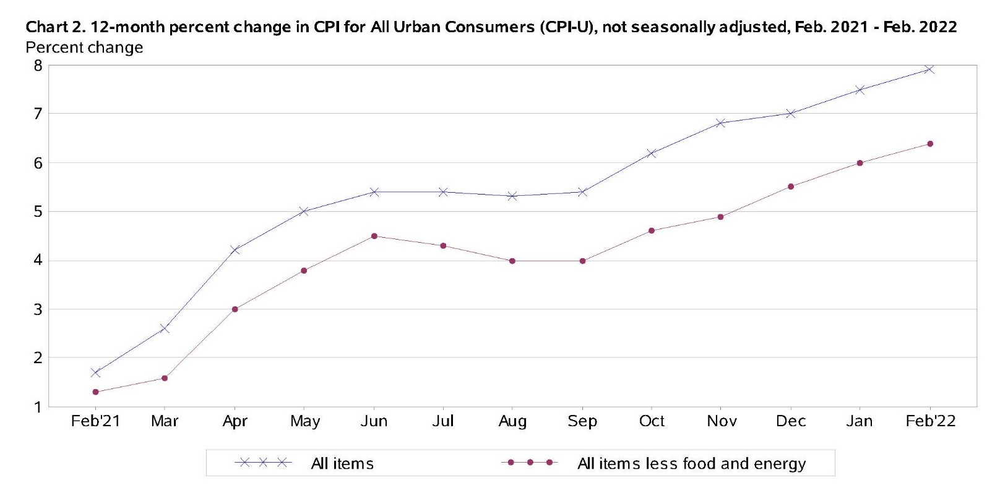 Chart 2. 12-month percent change in CPI for All Urban Consumers (CPI-U), not seasonally adjusted, Feb. 2021 - Feb. 2022
Percent change
8
7
6
5
4
3
2
1
Feb'21 Mar Apr May Jun Jul Aug Sep Oct Nov Dec Jan Feb'22
All items All items less food and energy